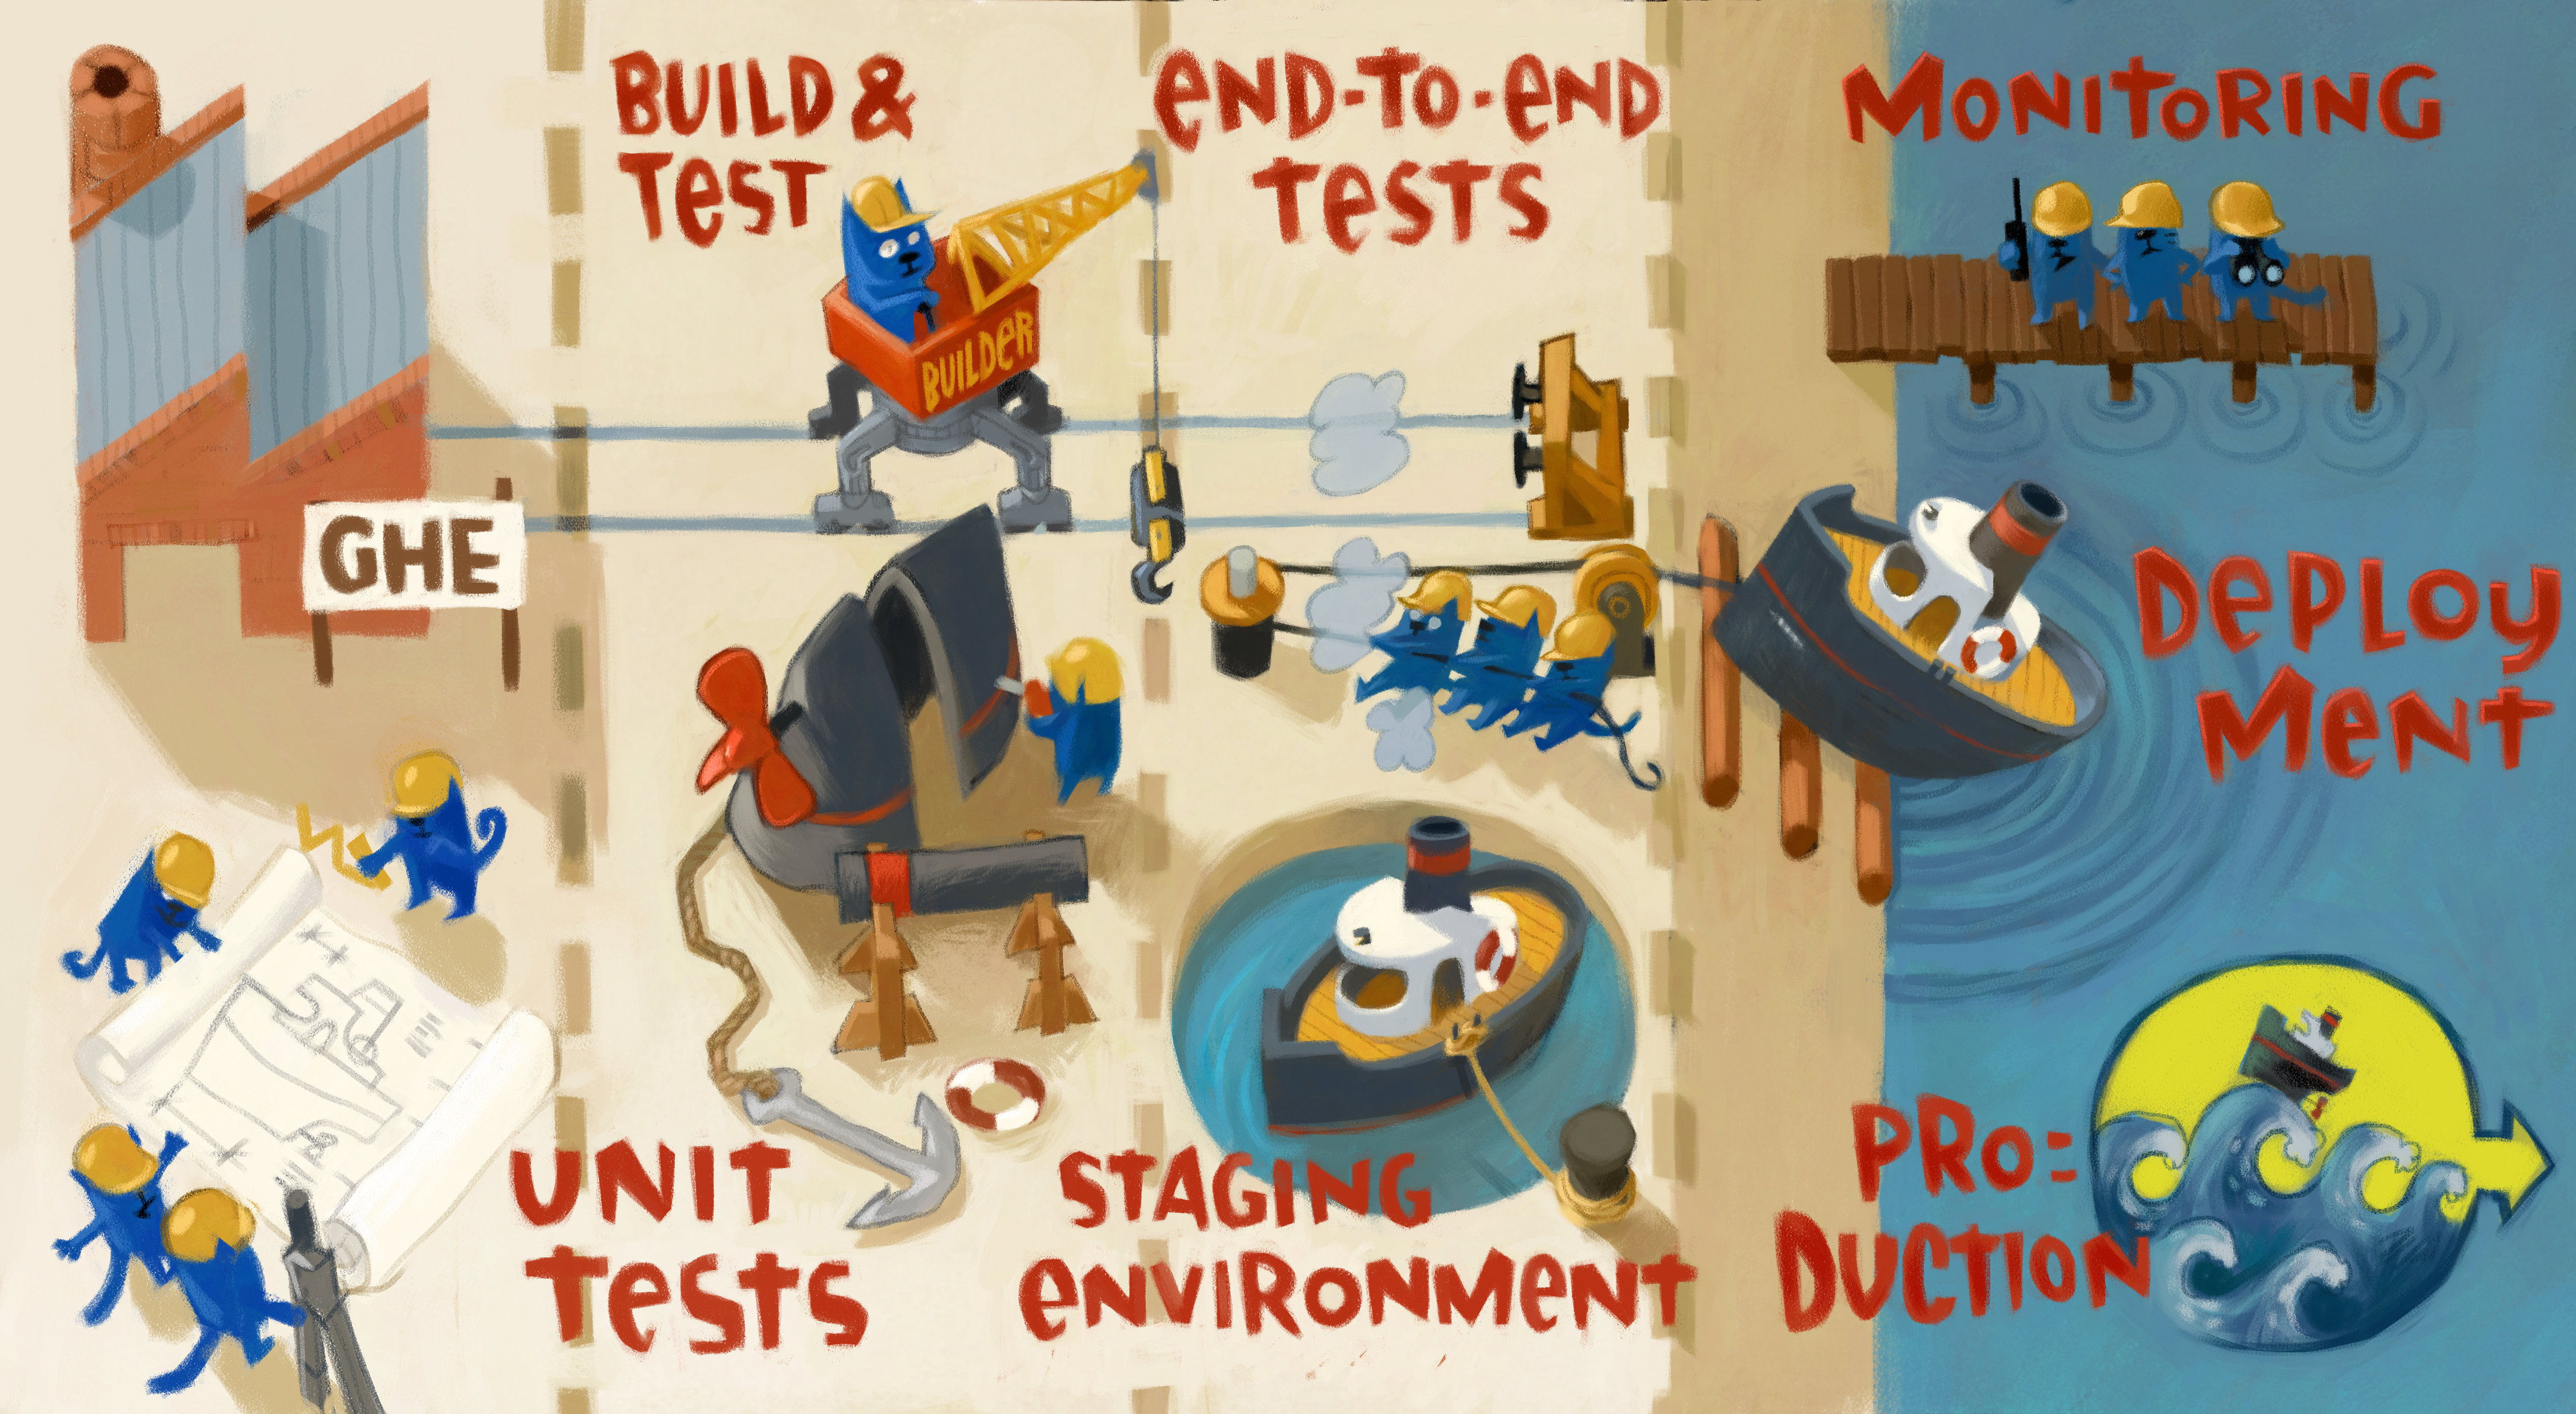 BUILD &
TEST
END-TO-END
TESTS
MONITORING
BUILDER
GHE
DEPLOY
MENT
UNIT
TESTS
STAGING
ENVIRONMENT
PRO=
DUCTION